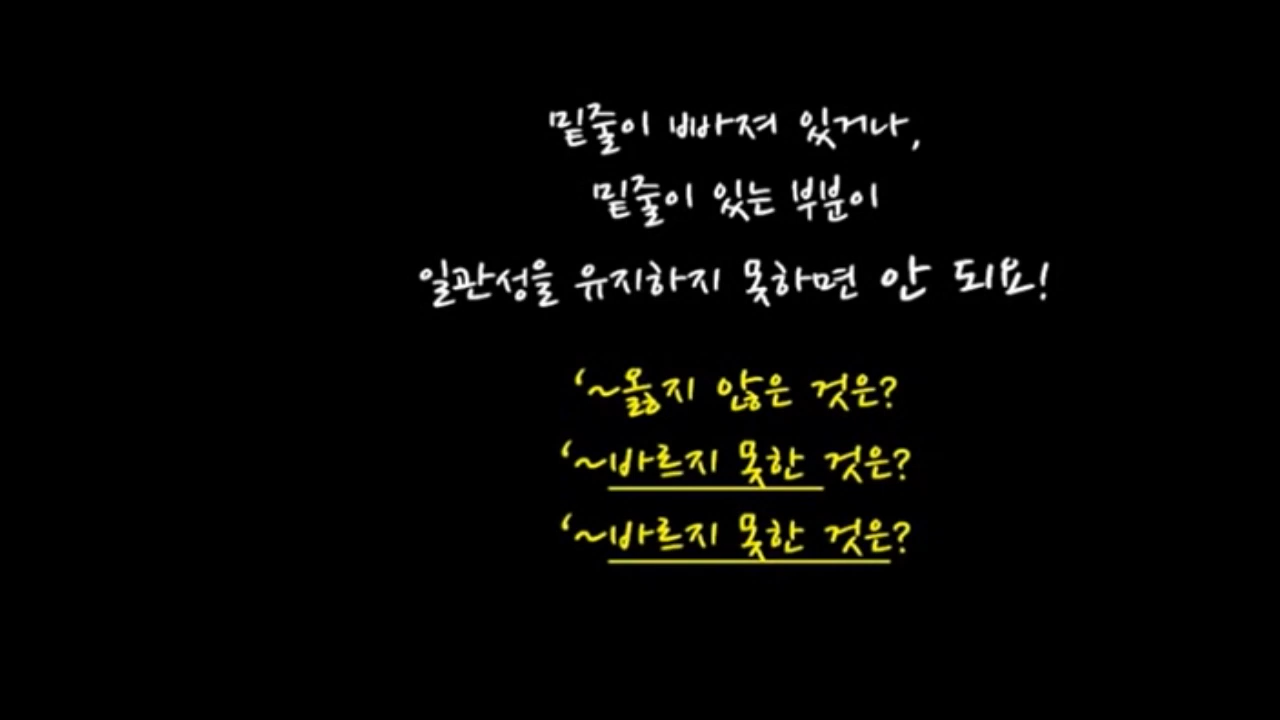 밑줄이 빠져 있거나,
밑줄이 있는 부분이
일관성을 유지하지 못하면 안 되요!
‘~옳지 않은 것은?
‘~바르지 못한 것은?
‘~바르지 못한 것은?